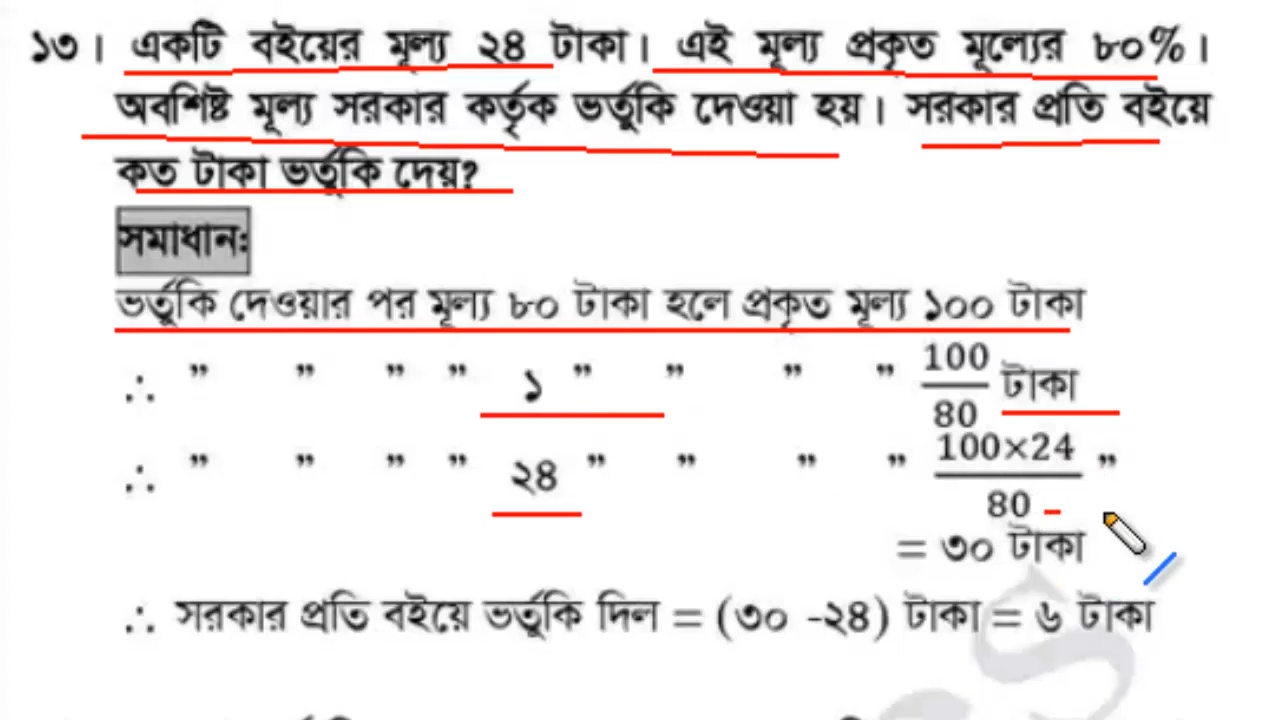 ১৩। একটি বইয়ের মূল্য ২৪ টাকা। এই মূল্য প্রকৃত মূল্যের ৮০%।
অবশিষ্ট মূল্য সরকার কর্তৃক ভর্তুকি দেওয়া হয়। সরকার প্রতি বইয়ে
কত টাকা ভর্তুকি দেয়?
সমাধান:
ভর্তুকি দেওয়ার পর মূল্য ৮০ টাকা হলে প্রকৃত মূল্য ১০০ টাকা
∴ ” ” ” ” ১ ” ” ” ” 100/80 টাকা
∴ ” ” ” ” ২৪ ” ” ” ” 100×24/80 ”
= ৩০ টাকা
∴ সরকার প্রতি বইয়ে ভর্তুকি দিল = (৩০ -২৪) টাকা = ৬ টাকা